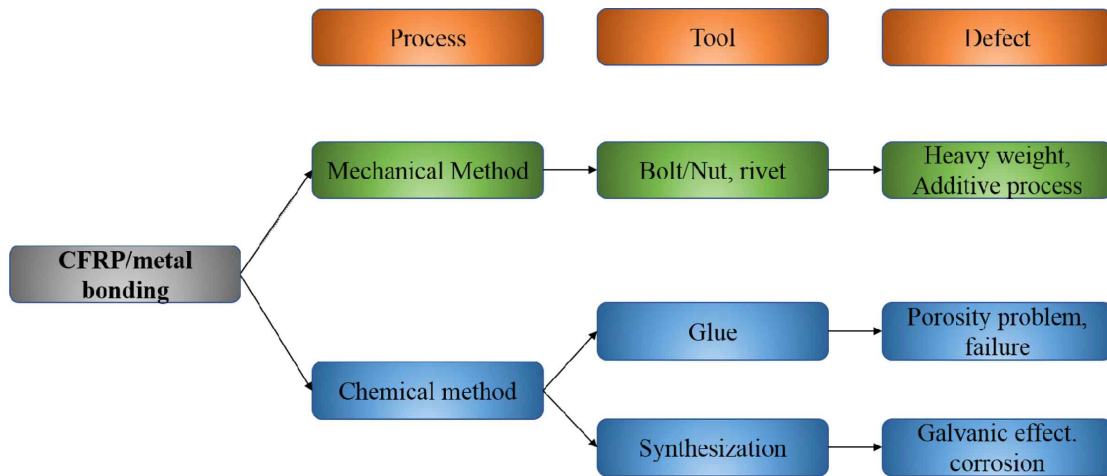 Process
Tool
Defect
Mechanical Method
Bolt/Nut, rivet
Heavy weight,
Additive process
CFRP/metal
bonding
Chemical method
Glue
Porosity problem,
failure
Synthesization
Galvanic effect.
corrosion